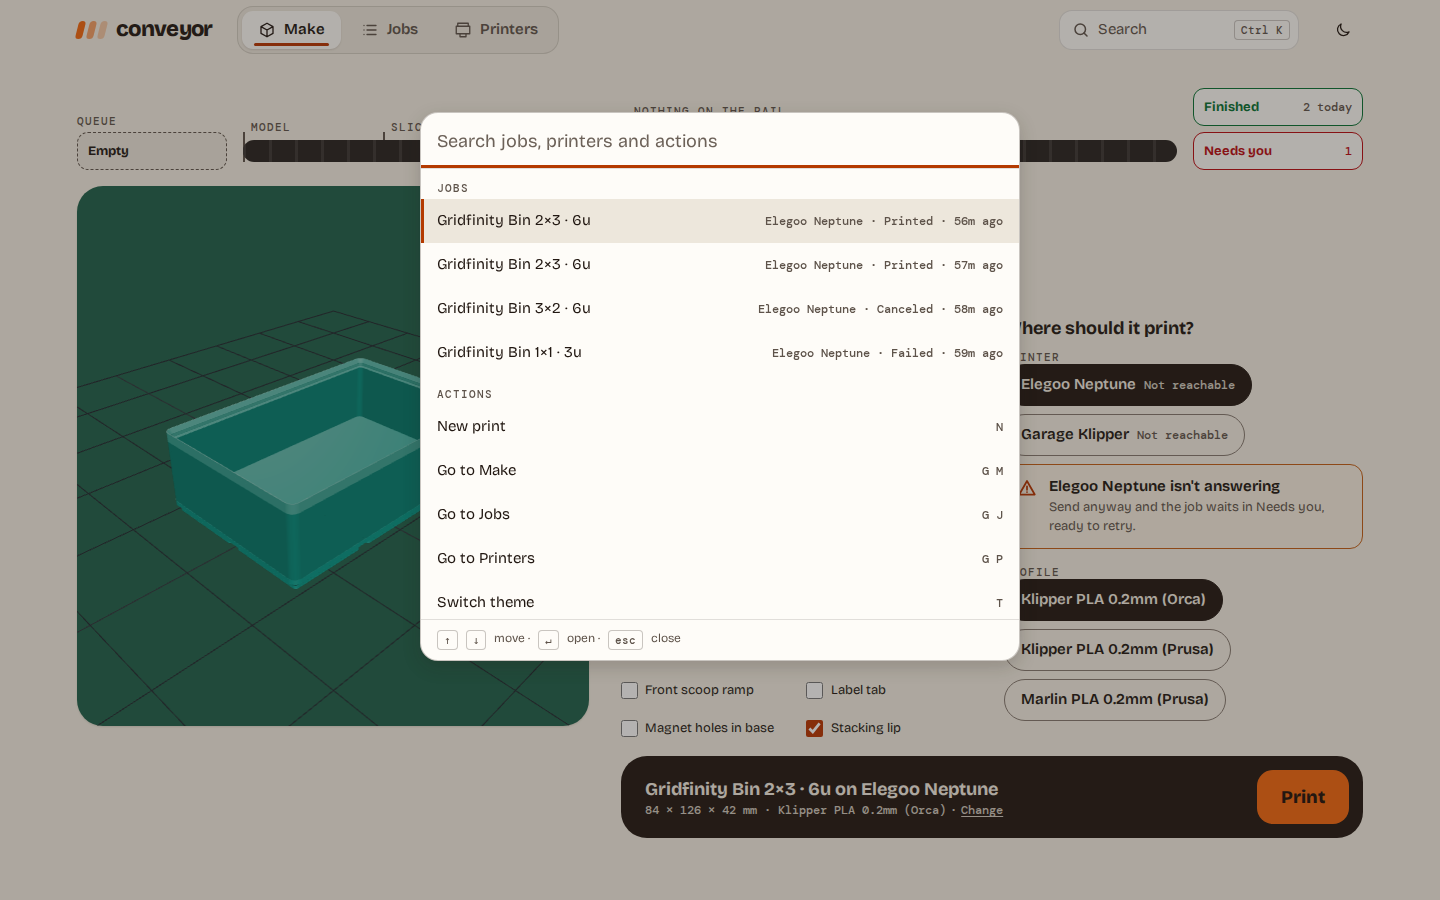 conveyor
Make
Jobs
Printers
Search
Ctrl K
NOTHING ON THE RAIL
QUEUE
Empty
MODEL
Finished 2 today
Needs you 1
Search jobs, printers and actions
JOBS
Gridfinity Bin 2×3 · 6u Elegoo Neptune · Printed · 56m ago
Gridfinity Bin 2×3 · 6u Elegoo Neptune · Printed · 57m ago
Gridfinity Bin 3×2 · 6u Elegoo Neptune · Canceled · 58m ago
Gridfinity Bin 1×1 · 3u Elegoo Neptune · Failed · 59m ago
ACTIONS
New print N
Go to Make G M
Go to Jobs G J
Go to Printers G P
Switch theme T
↑ ↓ move · ↵ open · esc close
should it print?
Elegoo Neptune Not reachable
Garage Klipper Not reachable
Elegoo Neptune isn't answering
Send anyway and the job waits in Needs you,
ready to retry.
Klipper PLA 0.2mm (Orca)
Klipper PLA 0.2mm (Prusa)
Marlin PLA 0.2mm (Prusa)
Front scoop ramp
Label tab
Magnet holes in base
Stacking lip
Gridfinity Bin 2×3 · 6u on Elegoo Neptune
84 × 126 × 42 mm · Klipper PLA 0.2mm (Orca) · Change
Print